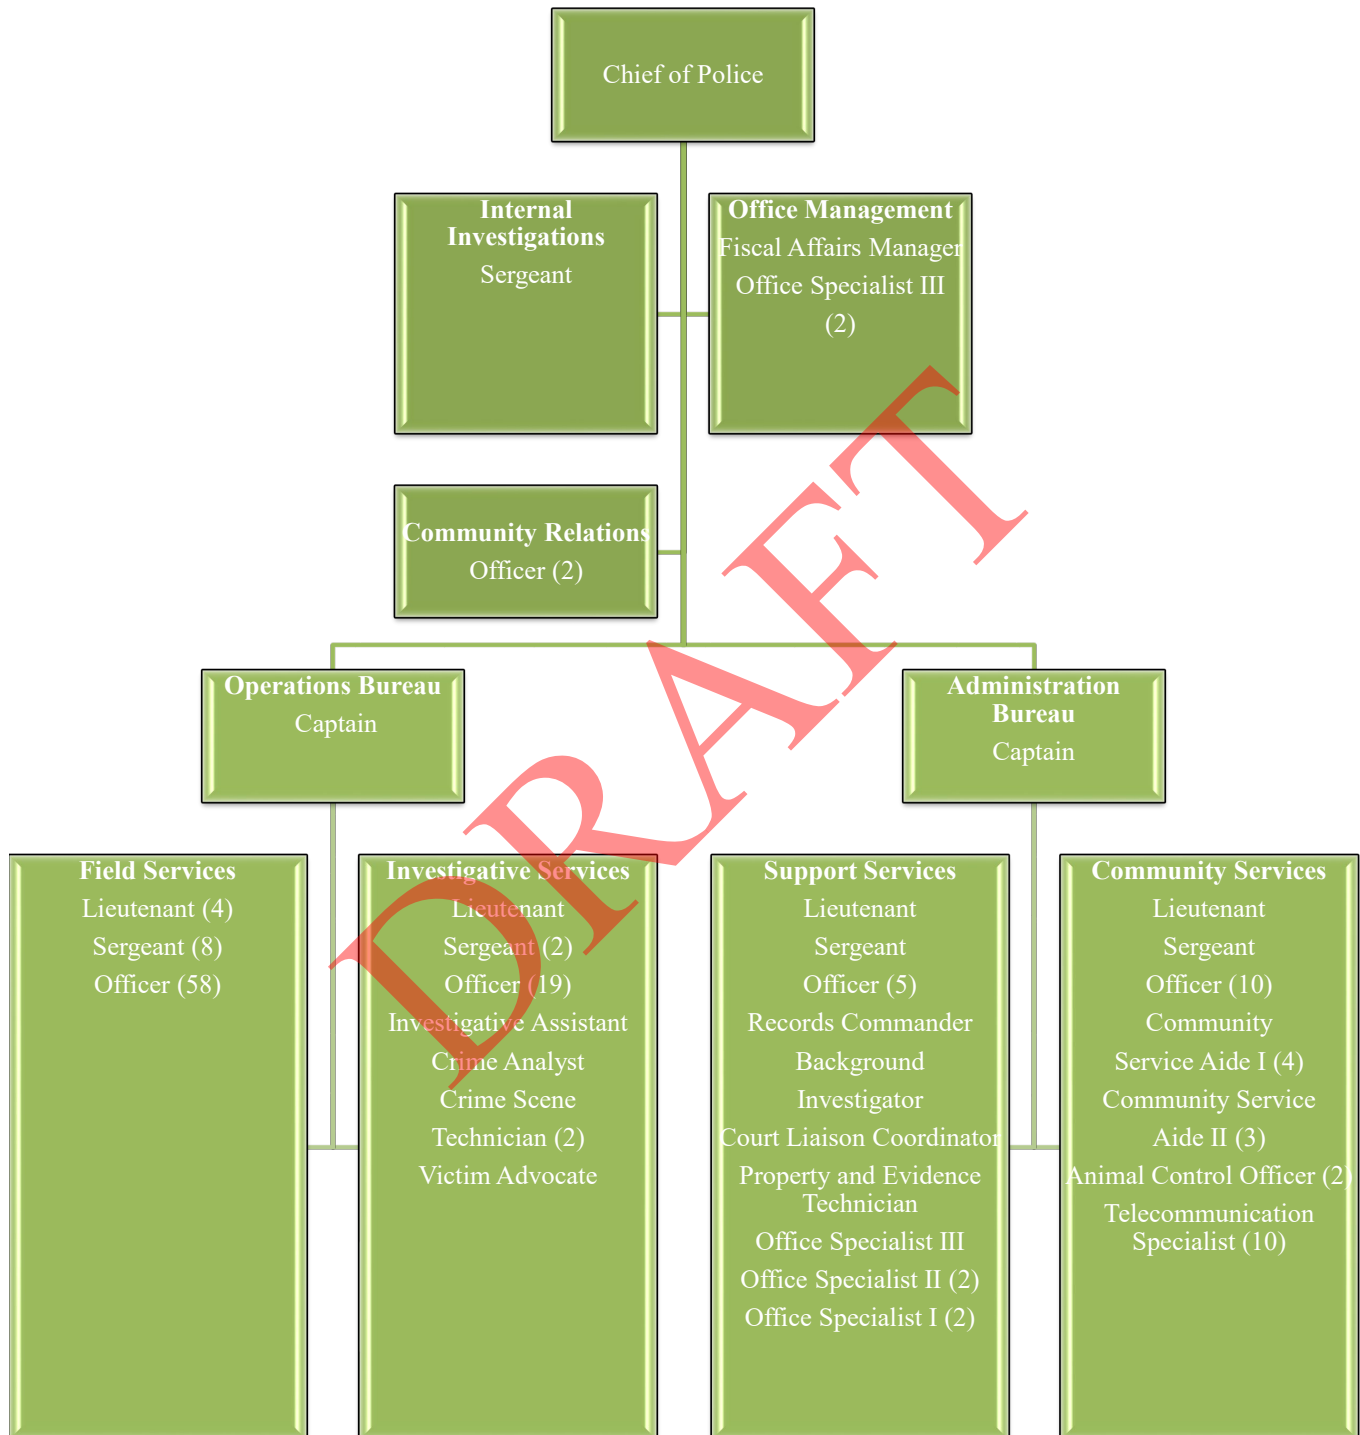 Chief of Police
Internal
Investigations
Sergeant
Office Management
Fiscal Affairs Manager
Office Specialist III
(2)
Community Relations
Officer (2)
Operations Bureau
Captain
Administration
Bureau
Captain
Field Services
Lieutenant (4)
Sergeant (8)
Officer (58)
Investigative Services
Lieutenant
Sergeant (2)
Officer (19)
Investigative Assistant
Crime Analyst
Crime Scene
Technician (2)
Victim Advocate
Support Services
Lieutenant
Sergeant
Officer (5)
Records Commander
Background
Investigator
Court Liaison Coordinator
Property and Evidence
Technician
Office Specialist III
Office Specialist II (2)
Office Specialist I (2)
Community Services
Lieutenant
Sergeant
Officer (10)
Community
Service Aide I (4)
Community Service
Aide II (3)
Animal Control Officer (2)
Telecommunication
Specialist (10)
DRAFT